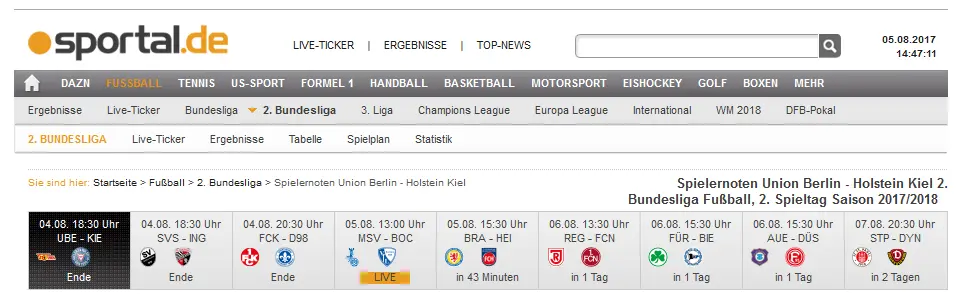 sportal.de
LIVE-TICKER | ERGEBNISSE | TOP-NEWS
05.08.2017
14:47:11
DAZN FUSSBALL TENNIS US-SPORT FORMEL 1 HANDBALL BASKETBALL MOTORSPORT EISHOCKEY GOLF BOXEN MEHR
Ergebnisse Live-Ticker Bundesliga 2. Bundesliga 3. Liga Champions League Europa League International WM 2018 DFB-Pokal
2. BUNDESLIGA Live-Ticker Ergebnisse Tabelle Spielplan Statistik
Sie sind hier: Startseite > Fußball > 2. Bundesliga > Spielernoten Union Berlin - Holstein Kiel
Spielernoten Union Berlin - Holstein Kiel 2.
Bundesliga Fußball, 2. Spieltag Saison 2017/2018
04.08. 18:30 Uhr 04.08. 18:30 Uhr 04.08. 20:30 Uhr 05.08. 13:00 Uhr 05.08. 15:30 Uhr 06.08. 13:30 Uhr 06.08. 15:30 Uhr 06.08. 15:30 Uhr 07.08. 20:30 Uhr
UBE - KIE SVS - ING FCK - D98 MSV - BOC BRA - HEI REG - FCN FÜR - BIE AUE - DÜS STP - DYN
Ende Ende Ende LIVE in 43 Minuten in 1 Tag in 1 Tag in 1 Tag in 2 Tagen